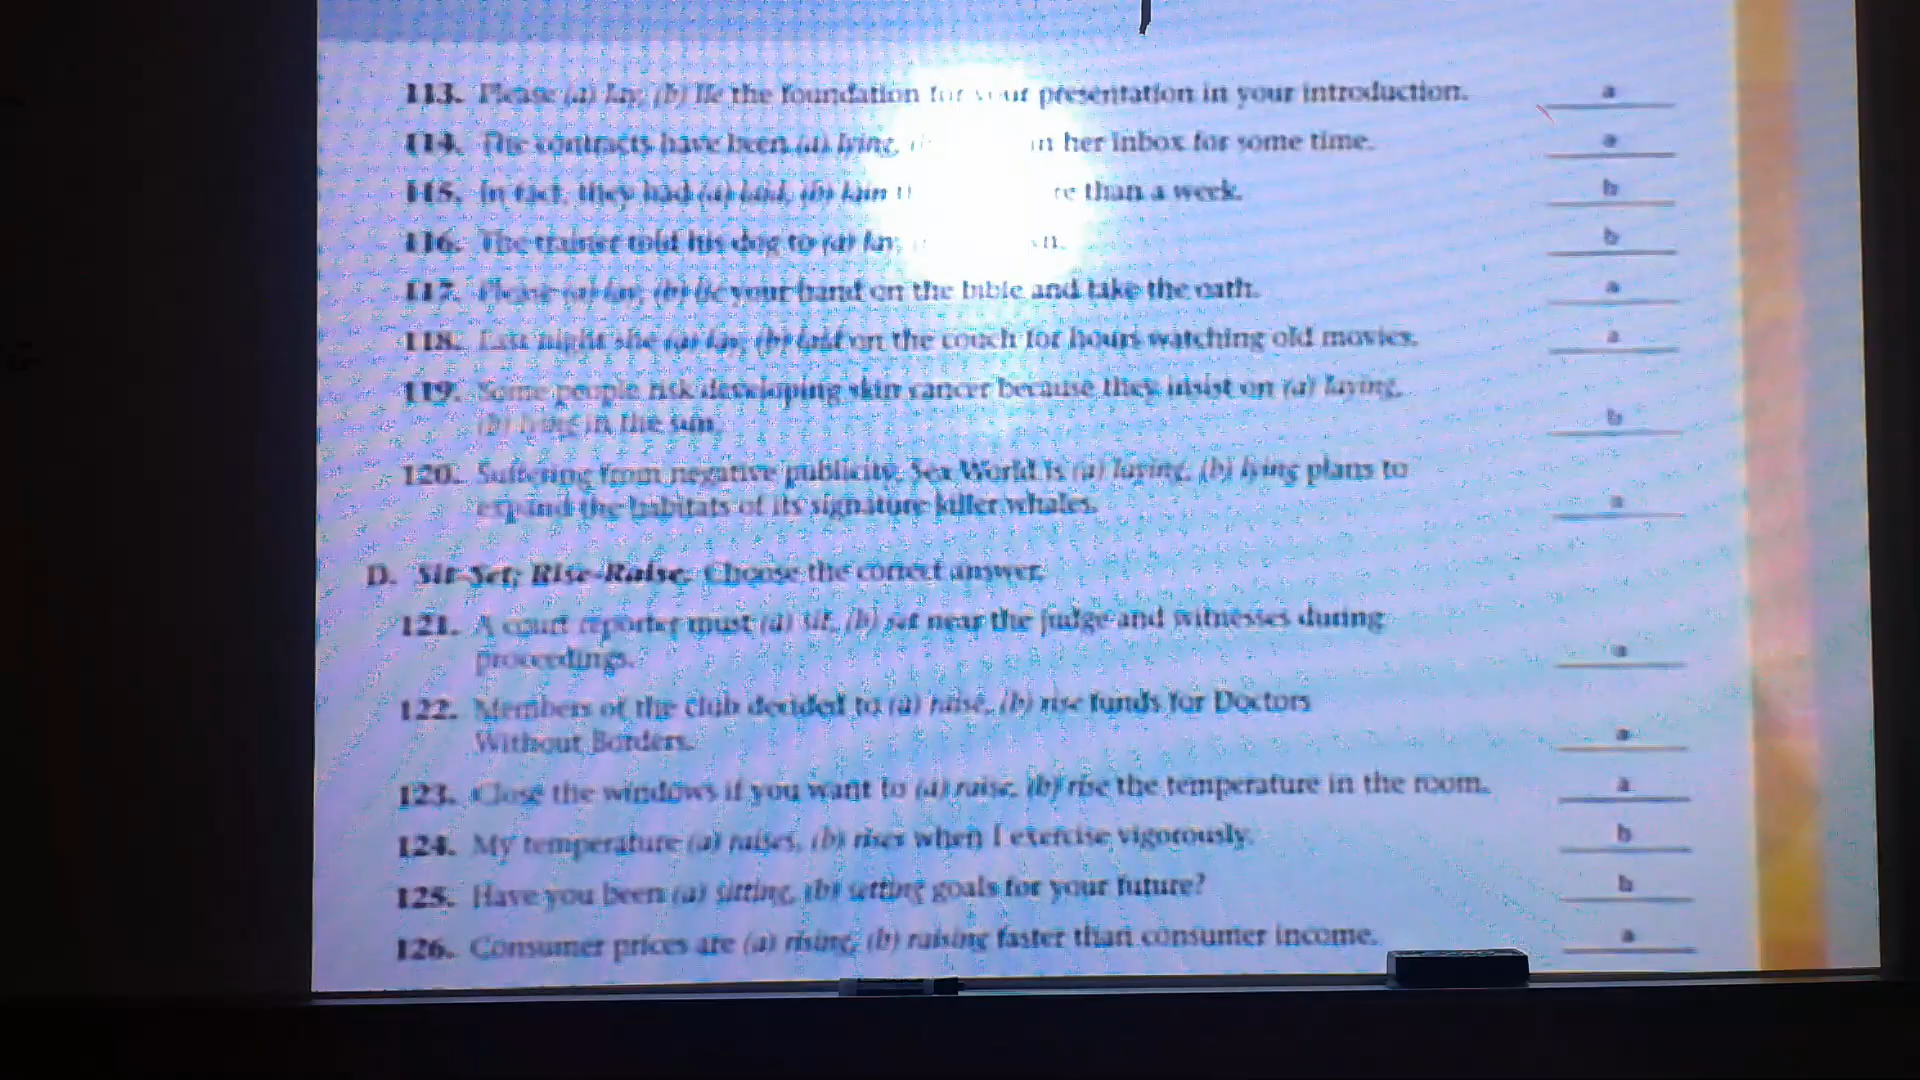 113. Please (a) lay, (b) lie the foundation for your presentation in your introduction. a
114. The contracts have been (a) lying, in her inbox for some time. a
115. In fact, they had (a) laid, (b) lain than a week. b
116. The trainer told his dog to (a) lay, b
117. Please (a) lay, (b) lie your hand on the bible and take the oath. a
118. Last night she (a) lay, (b) laid on the couch for hours watching old movies. a
119. Some people risk developing skin cancer because they insist on (a) laying,
(b) lying in the sun. b
120. Suffering from negative publicity, Sea World is (a) laying, (b) lying plans to
expand the habitats of its signature killer whales. a
D. Sit-Set; Rise-Raise. Choose the correct answer.
121. A court reporter must (a) sit, (b) set near the judge and witnesses during
proceedings. a
122. Members of the club decided to (a) raise, (b) rise funds for Doctors
Without Borders. a
123. Close the windows if you want to (a) raise, (b) rise the temperature in the room. a
124. My temperature (a) raises, (b) rises when I exercise vigorously. b
125. Have you been (a) sitting, (b) setting goals for your future? b
126. Consumer prices are (a) rising, (b) raising faster than consumer income. a